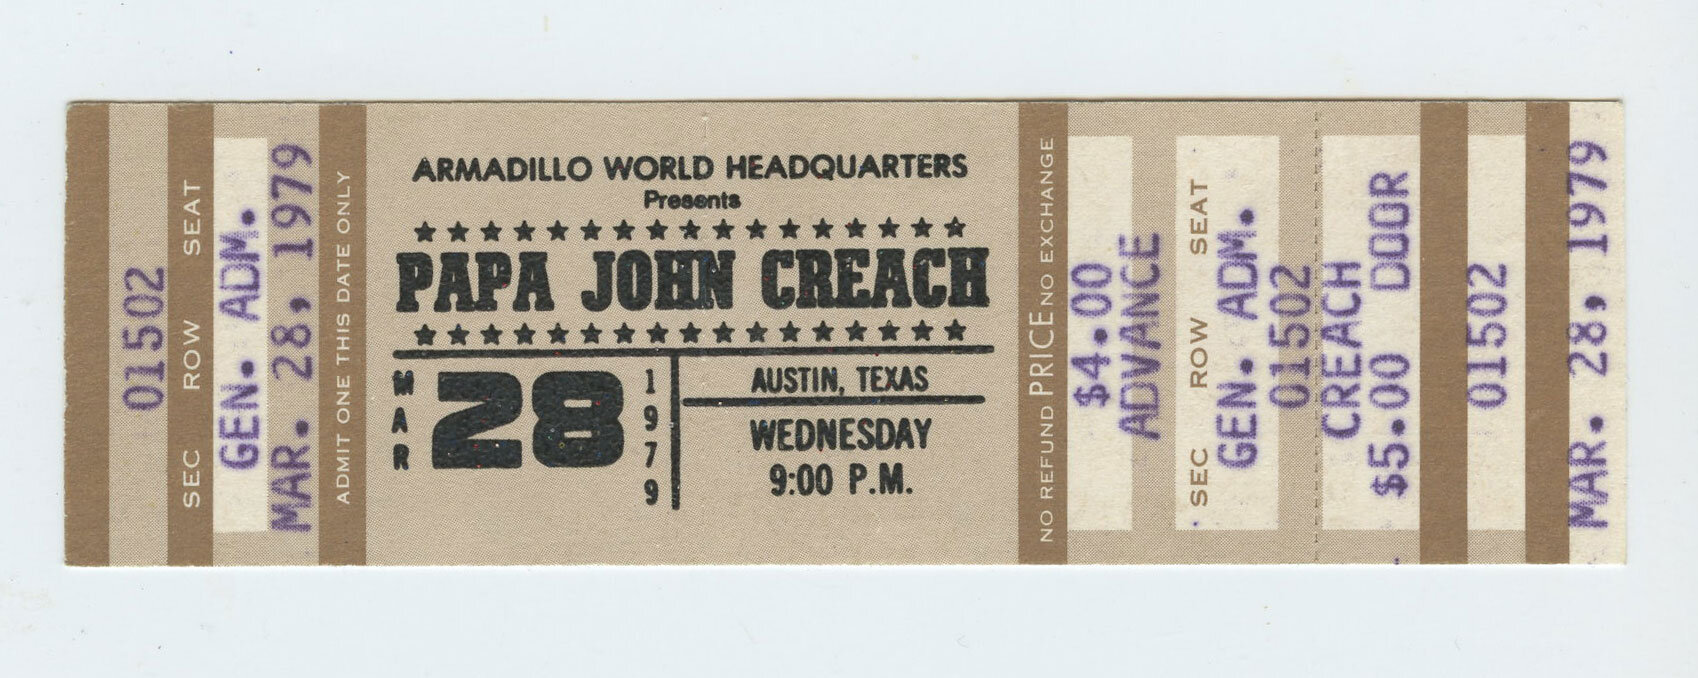 01502
SEC ROW SEAT
GEN. ADM.
MAR. 28, 1979
ADMIT ONE THIS DATE ONLY
ARMADILLO WORLD HEADQUARTERS
Presents
PAPA JOHN CREACH
MAR
28
1979
AUSTIN, TEXAS
WEDNESDAY
9:00 P.M.
NO REFUND PRICE NO EXCHANGE
$4.00
ADVANCE
SEC ROW SEAT
GEN. ADM.
01502
CREACH
$5.00 DOOR
01502
MAR. 28, 1979